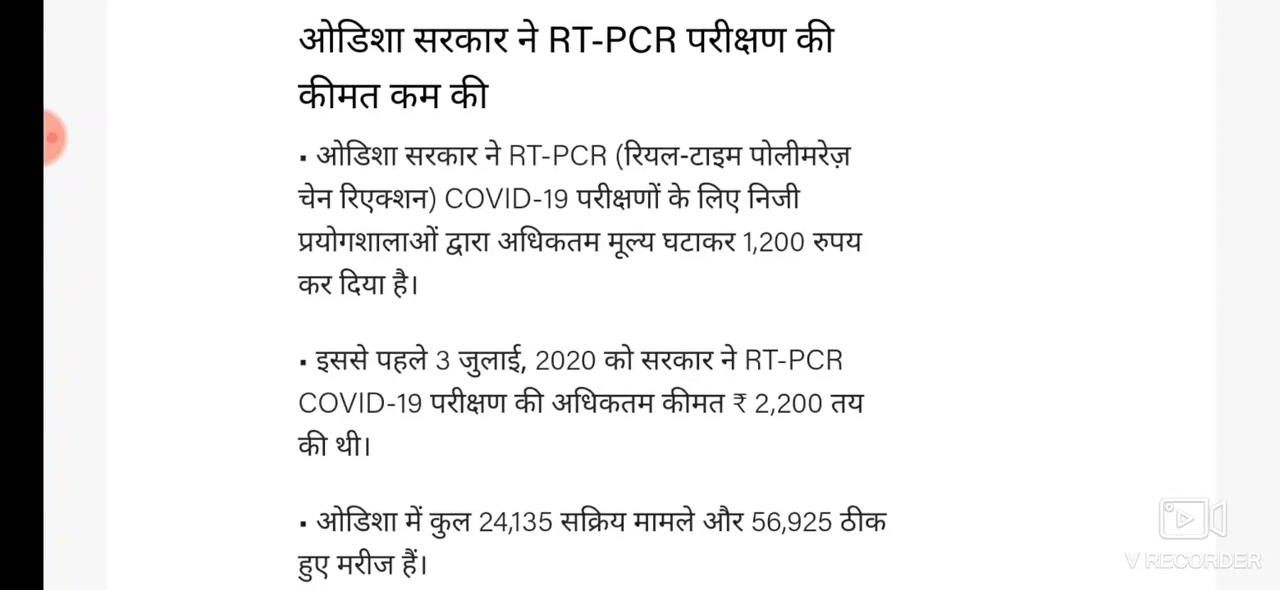 ओडिशा सरकार ने RT-PCR परीक्षण की
कीमत कम की
▪ ओडिशा सरकार ने RT-PCR (रियल-टाइम पोलीमरेज़
चेन रिएक्शन) COVID-19 परीक्षणों के लिए निजी
प्रयोगशालाओं द्वारा अधिकतम मूल्य घटाकर 1,200 रुपय
कर दिया है।
▪ इससे पहले 3 जुलाई, 2020 को सरकार ने RT-PCR
COVID-19 परीक्षण की अधिकतम कीमत ₹ 2,200 तय
की थी।
▪ ओडिशा में कुल 24,135 सक्रिय मामले और 56,925 ठीक
हुए मरीज हैं।
V RECORDER